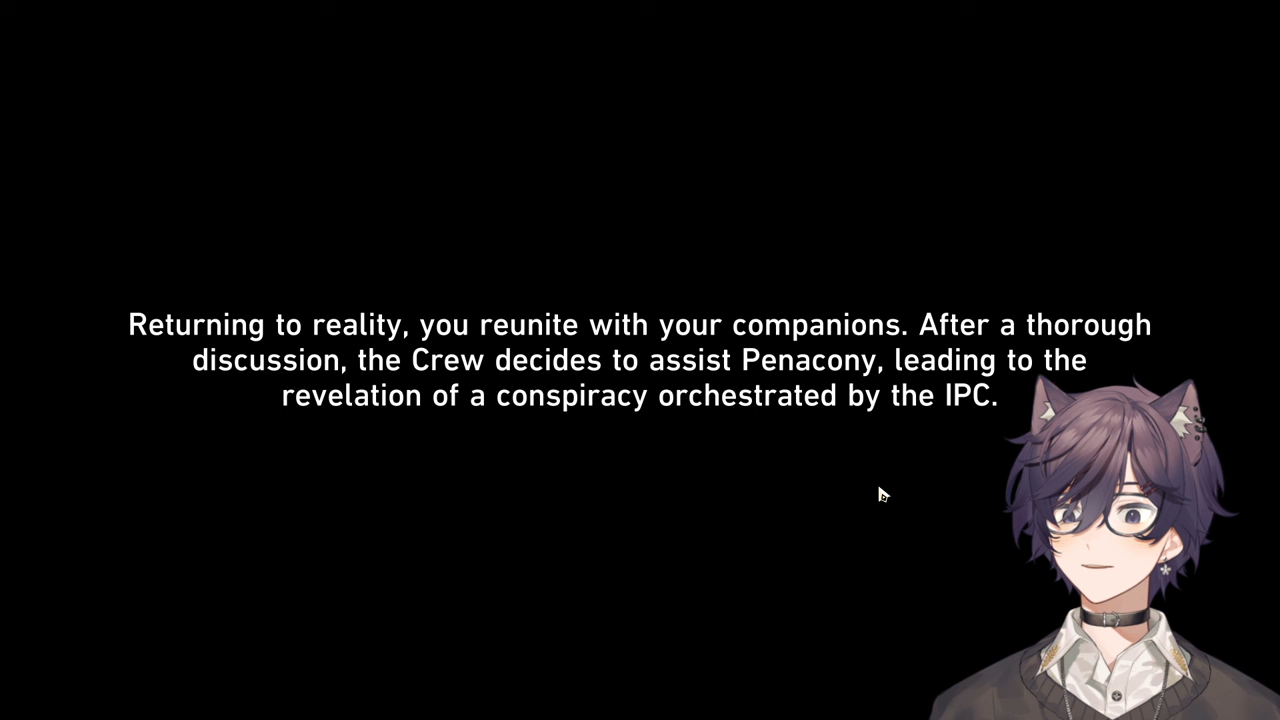 Returning to reality, you reunite with your companions. After a thorough
discussion, the Crew decides to assist Penacony, leading to the
revelation of a conspiracy orchestrated by the IPC.